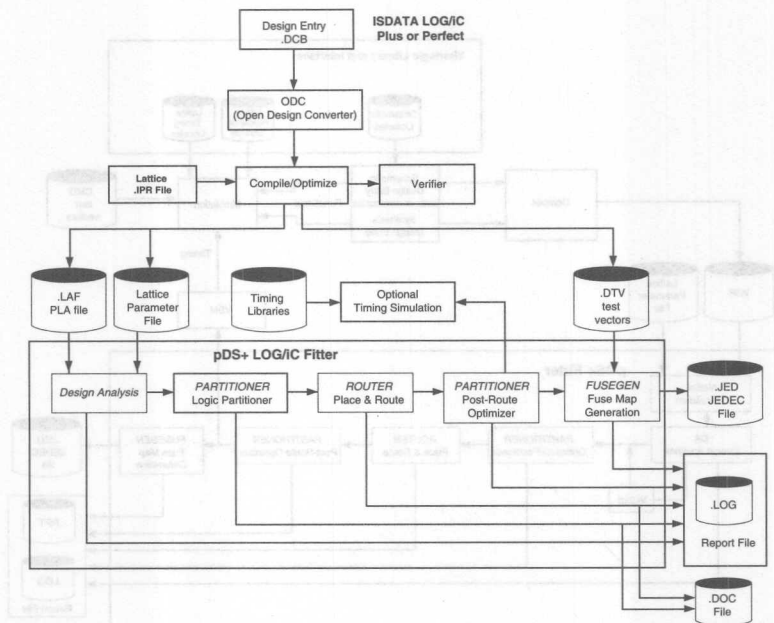 ISDATA LOG/iC
Plus or Perfect
Design Entry
.DCB
ODC
(Open Design Converter)
Lattice
.IPR File
Compile/Optimize
Verifier
.LAF
PLA file
Lattice
Parameter
File
Timing
Libraries
Optional
Timing Simulation
.DTV
test
vectors
pDS+ LOG/iC Fitter
Design Analysis
PARTITIONER
Logic Partitioner
ROUTER
Place & Route
PARTITIONER
Post-Route
Optimizer
FUSEGEN
Fuse Map
Generation
.JED
JEDEC
File
.LOG
Report File
.DOC
File